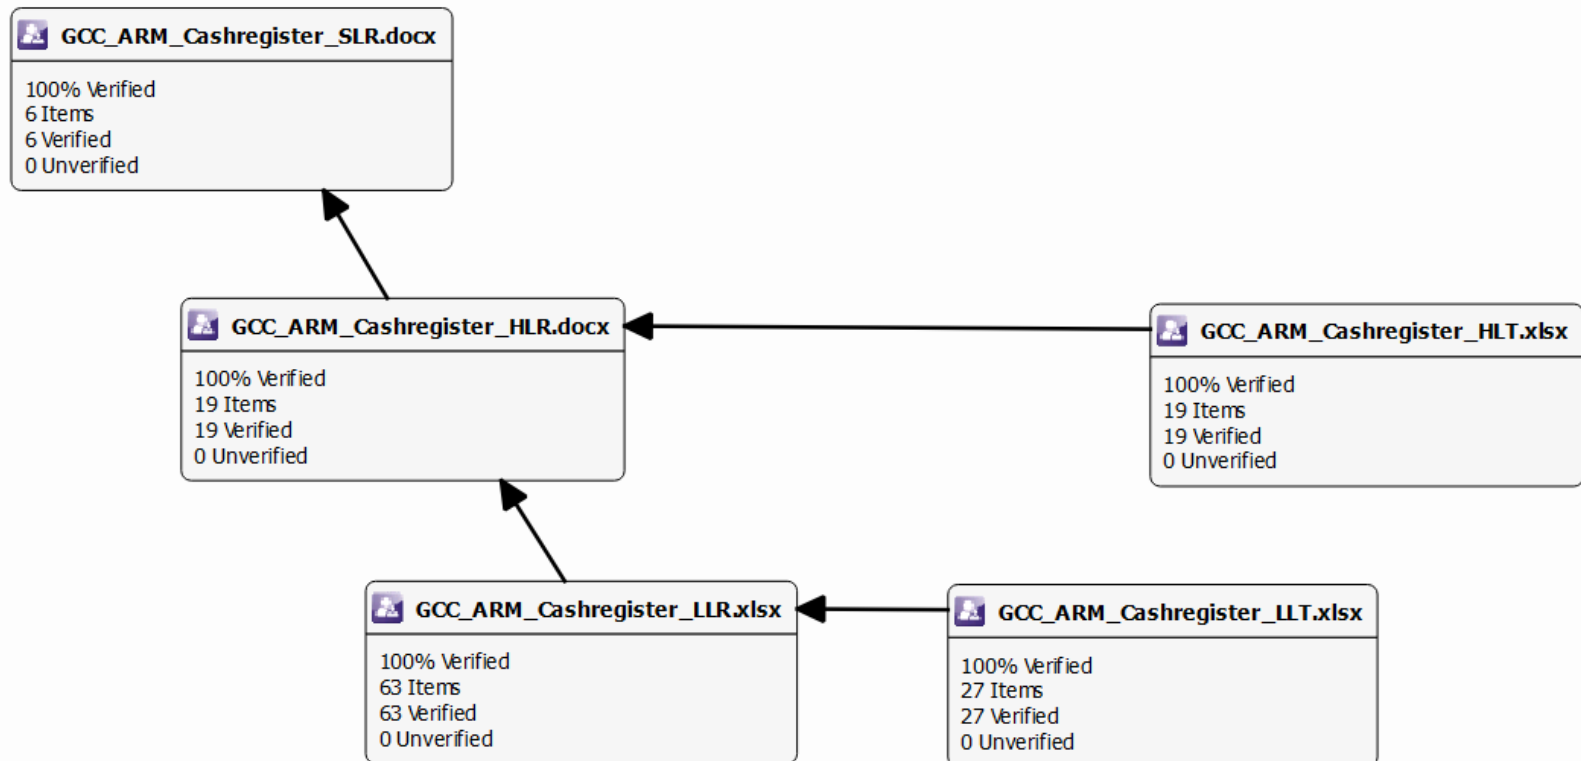 GCC_ARM_Cashregister_SLR.docx
100% Verified
6 Items
6 Verified
0 Unverified
GCC_ARM_Cashregister_HLR.docx
100% Verified
19 Items
19 Verified
0 Unverified
GCC_ARM_Cashregister_HLT.xlsx
100% Verified
19 Items
19 Verified
0 Unverified
GCC_ARM_Cashregister_LLR.xlsx
100% Verified
63 Items
63 Verified
0 Unverified
GCC_ARM_Cashregister_LLT.xlsx
100% Verified
27 Items
27 Verified
0 Unverified